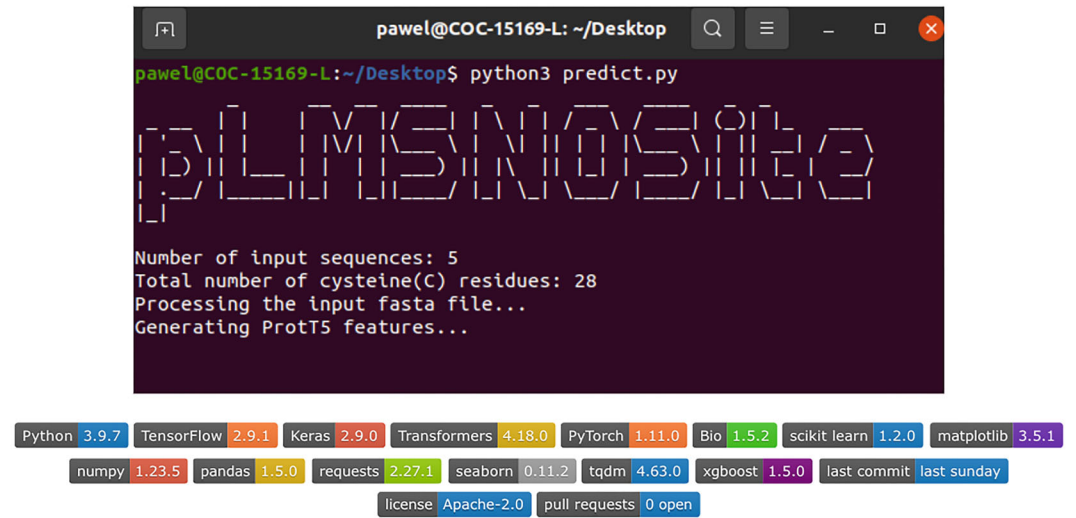 pawel@COC-15169-L: ~/Desktop
pawel@COC-15169-L:~/Desktop$ python3 predict.py
pLMSNOSite
Number of input sequences: 5
Total number of cysteine(C) residues: 28
Processing the input fasta file...
Generating ProtT5 features...
Python 3.9.7 TensorFlow 2.9.1 Keras 2.9.0 Transformers 4.18.0 PyTorch 1.11.0 Bio 1.5.2 scikit learn 1.2.0 matplotlib 3.5.1
numpy 1.23.5 pandas 1.5.0 requests 2.27.1 seaborn 0.11.2 tqdm 4.63.0 xgboost 1.5.0 last commit last sunday
license Apache-2.0 pull requests 0 open